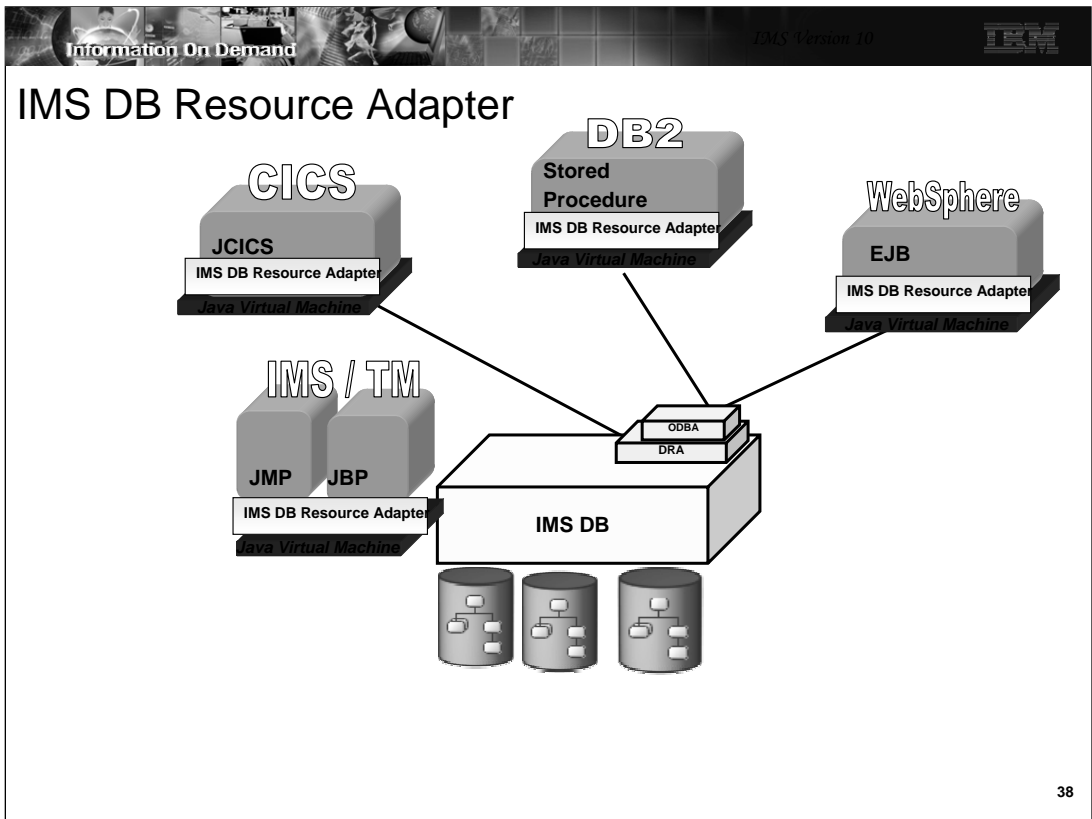 Information On Demand
IMS Version 10
IBM
IMS DB Resource Adapter
CICS
JCICS
IMS DB Resource Adapter
Java Virtual Machine
DB2
Stored
Procedure
IMS DB Resource Adapter
Java Virtual Machine
WebSphere
EJB
IMS DB Resource Adapter
Java Virtual Machine
IMS / TM
JMP
JBP
IMS DB Resource Adapter
Java Virtual Machine
ODBA
DRA
IMS DB
38